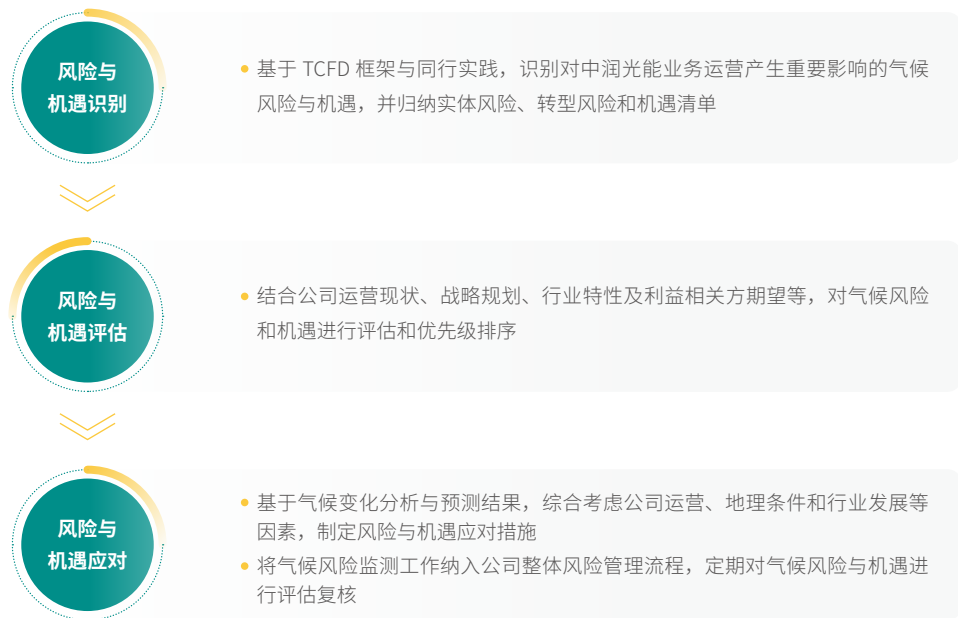 风险与
机遇识别
• 基于 TCFD 框架与同行实践，识别对中润光能业务运营产生重要影响的气候
风险与机遇，并归纳实体风险、转型风险和机遇清单
风险与
机遇评估
• 结合公司运营现状、战略规划、行业特性及利益相关方期望等，对气候风险
和机遇进行评估和优先级排序
风险与
机遇应对
• 基于气候变化分析与预测结果，综合考虑公司运营、地理条件和行业发展等
因素，制定风险与机遇应对措施
• 将气候风险监测工作纳入公司整体风险管理流程，定期对气候风险与机遇进
行评估复核